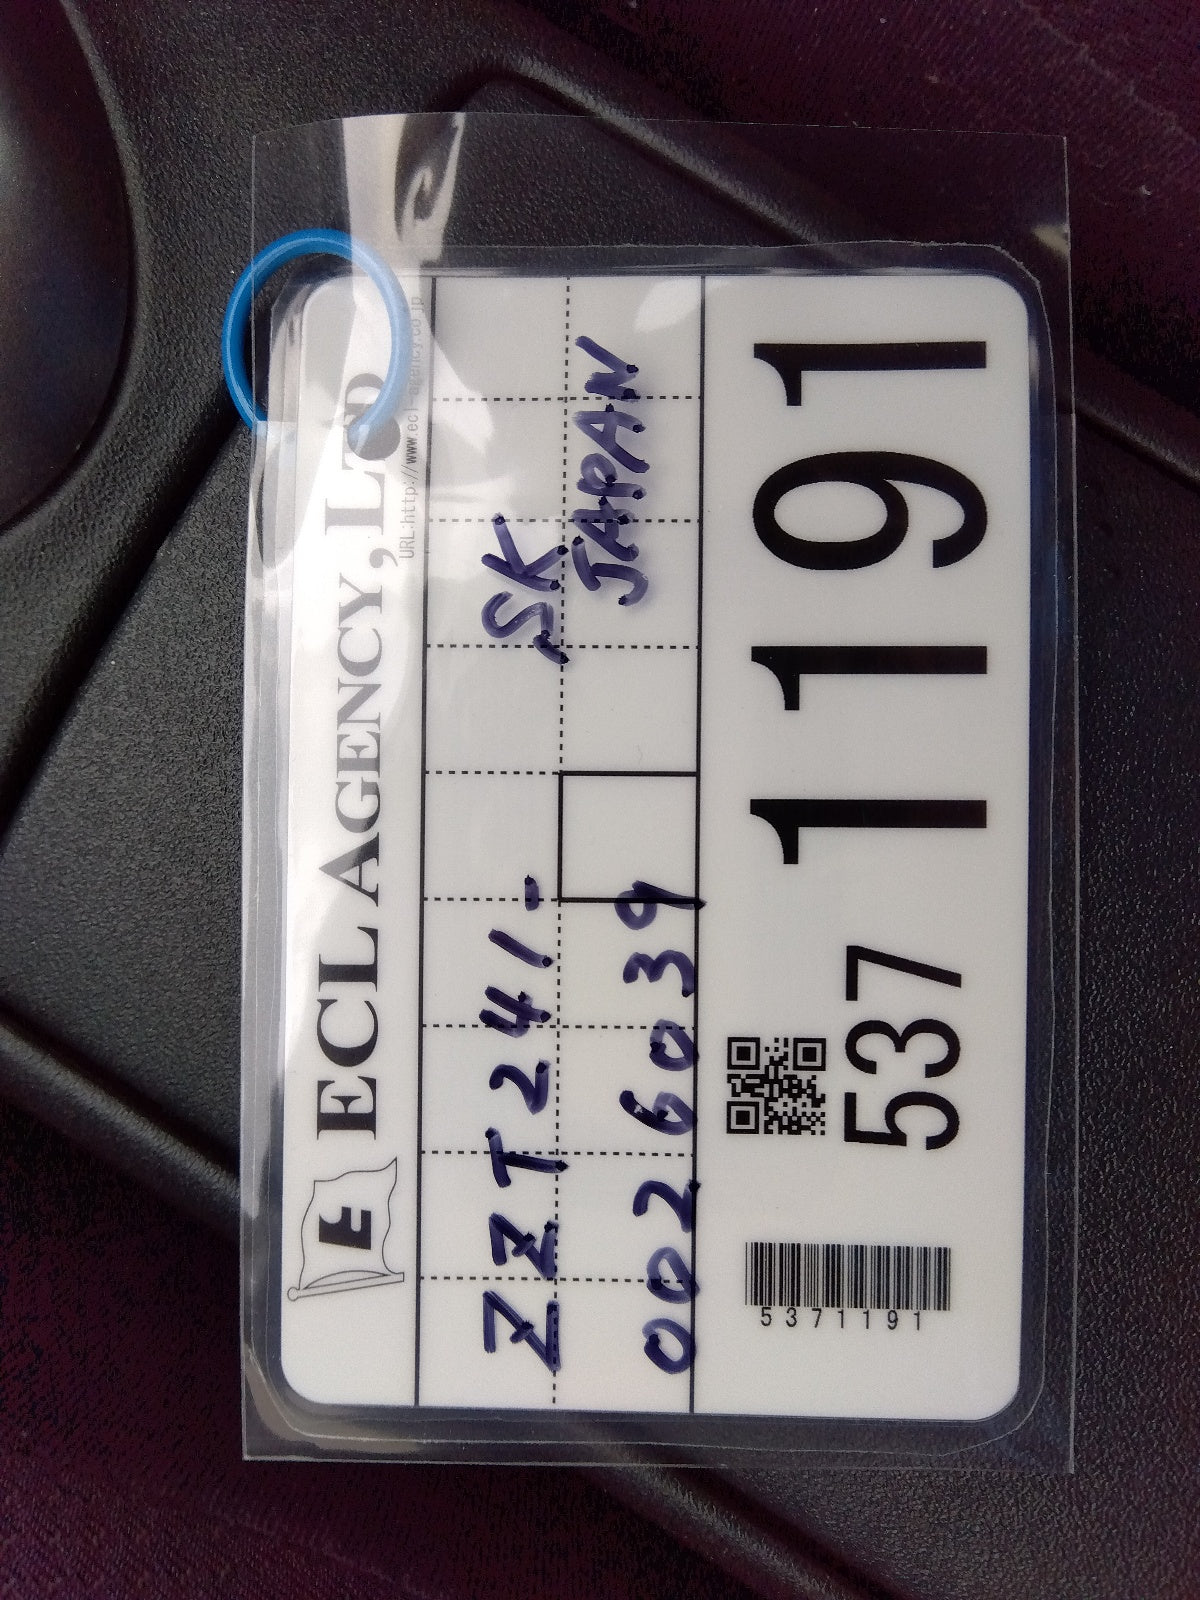 E ECL AGENCY, LTD
URL:http://www.ecl-agency.co.jp
ZZT241- SK
0026039 JAPAN
537 1191
5371191